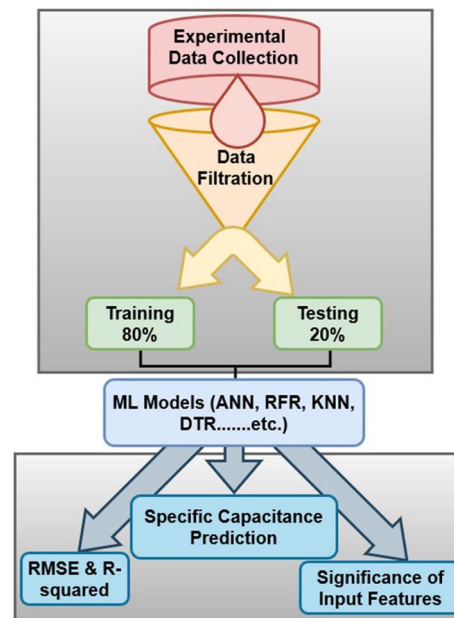 Experimental
Data Collection
Data
Filtration
Training
80%
Testing
20%
ML Models (ANN, RFR, KNN,
DTR.......etc.)
Specific Capacitance
Prediction
RMSE & R-
squared
Significance of
Input Features